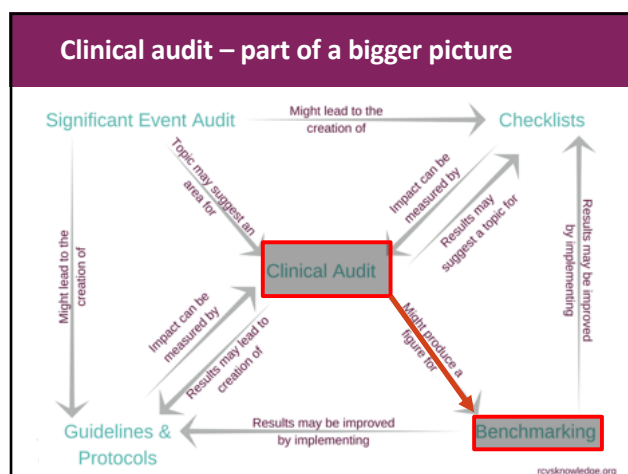 Clinical audit – part of a bigger picture
Significant Event Audit
Might lead to the
creation of
Checklists
Topic may suggest an
area for
Impact can be
measured by
Results may
suggest a topic for
Might lead to the
creation of
Results may be improved
by implementing
Clinical Audit
Impact can be
measured by
Results may lead to
creation of
Might produce a
figure for
Guidelines &
Protocols
Results may be improved
by implementing
Benchmarking
rcvsknowledge.org